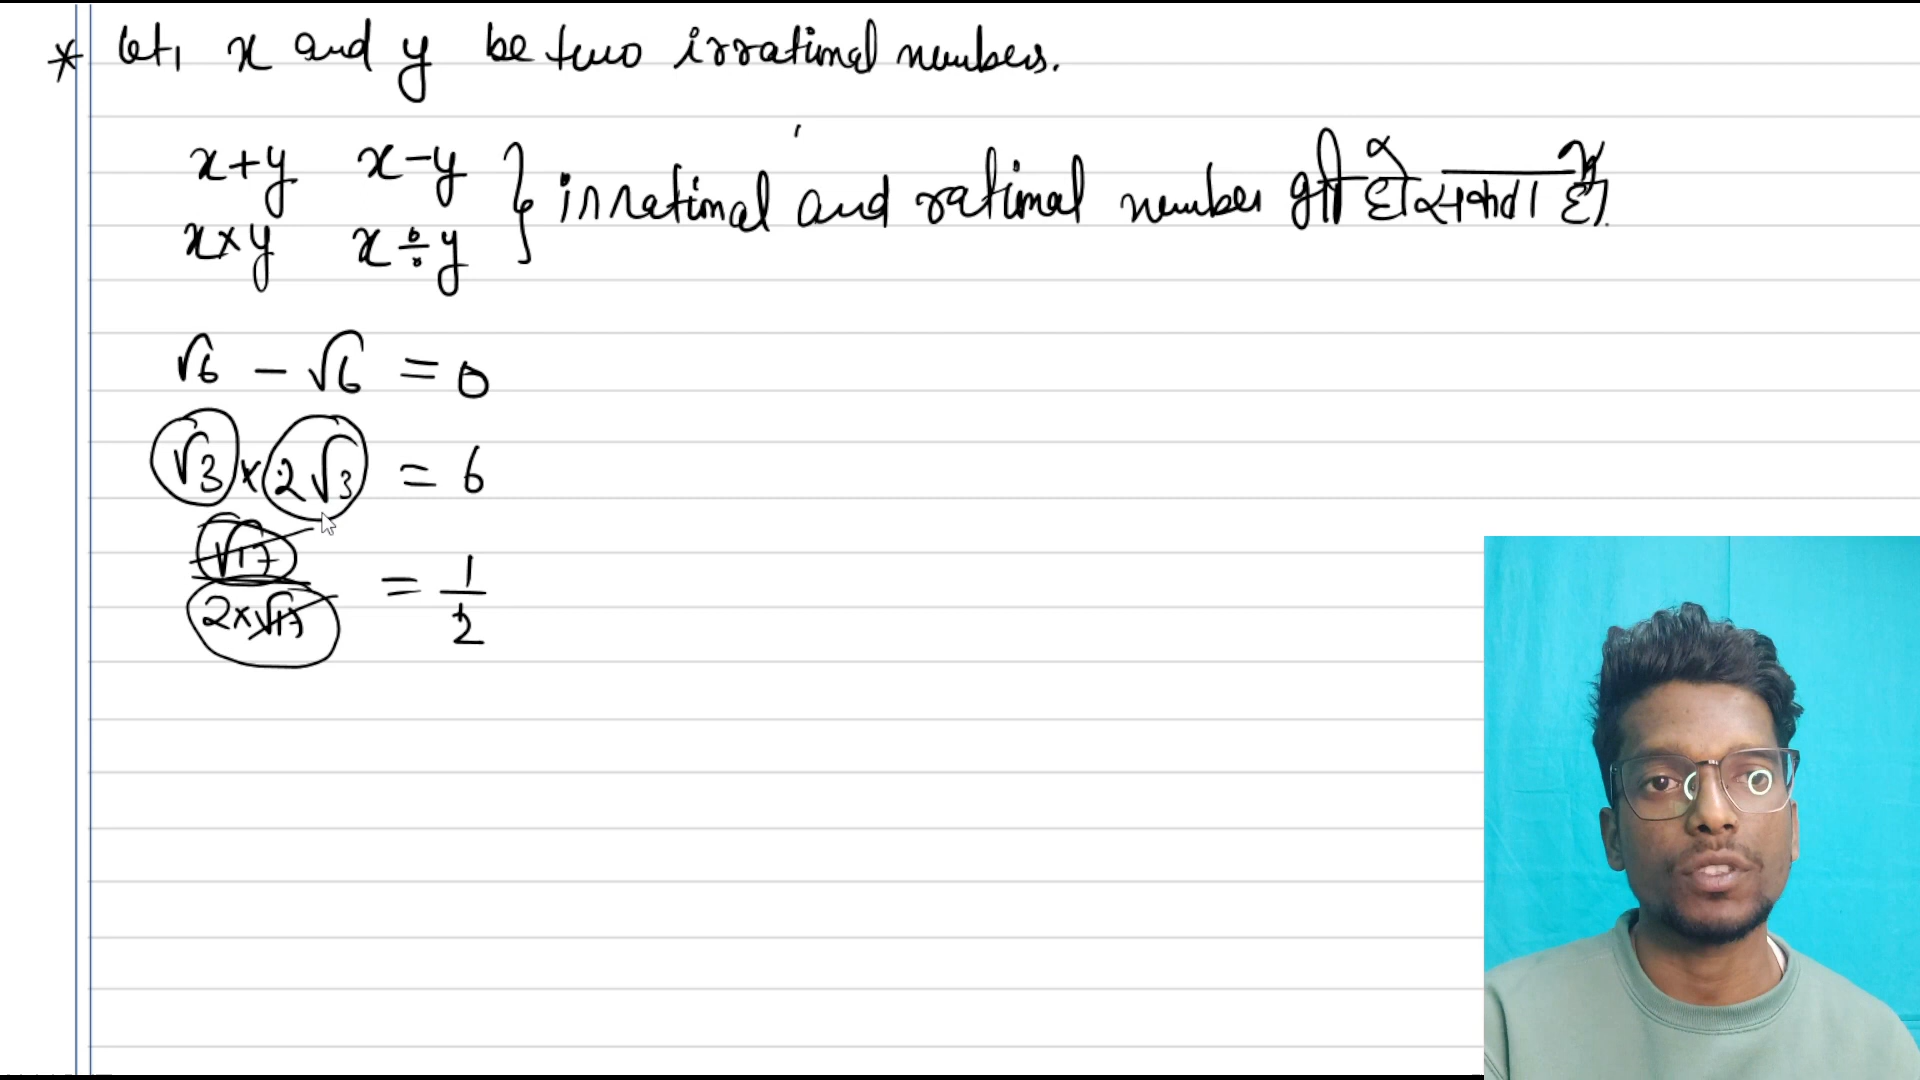 * Let, x and y be two irrational numbers.
x+y x-y
x×y x÷y } irrational and rational number भी हो सकता है.
√6 - √6 = 0
√3 × 2√3 = 6
√17 / 2×√17 = 1/2